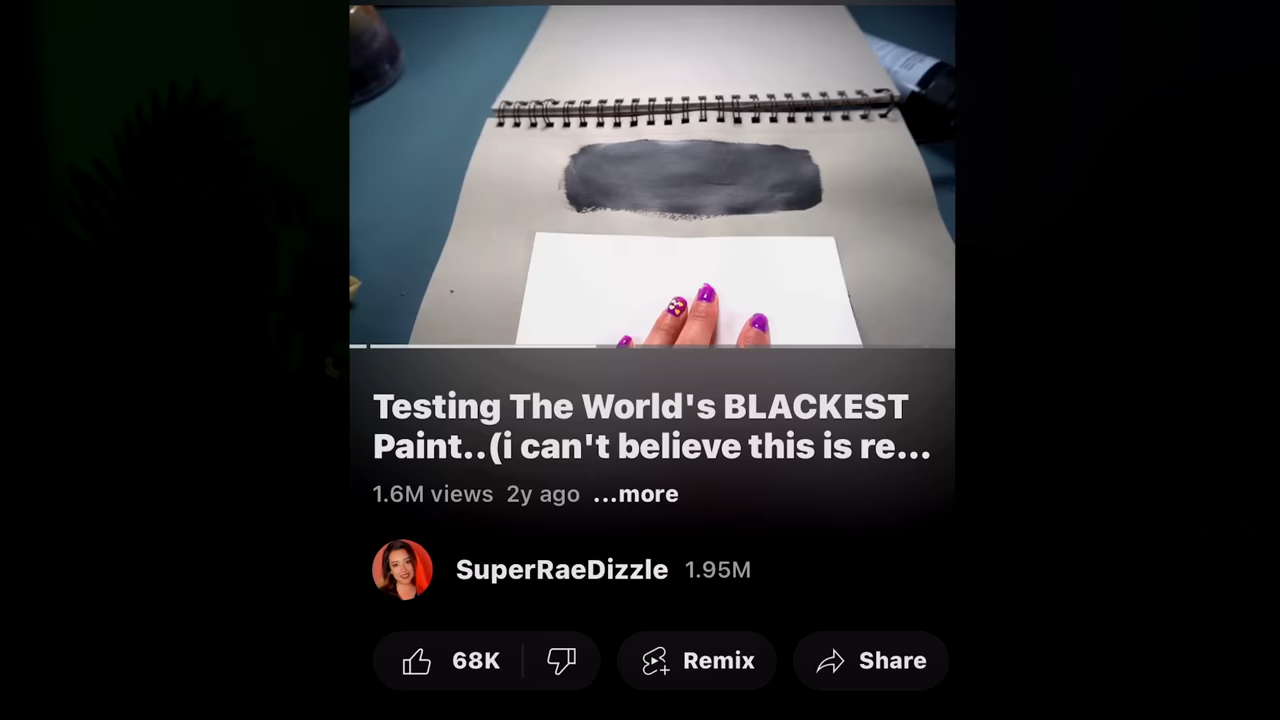 Testing The World's BLACKEST
Paint..(i can't believe this is re...
1.6M views 2y ago ...more
SuperRaeDizzle 1.95M
68K Remix Share